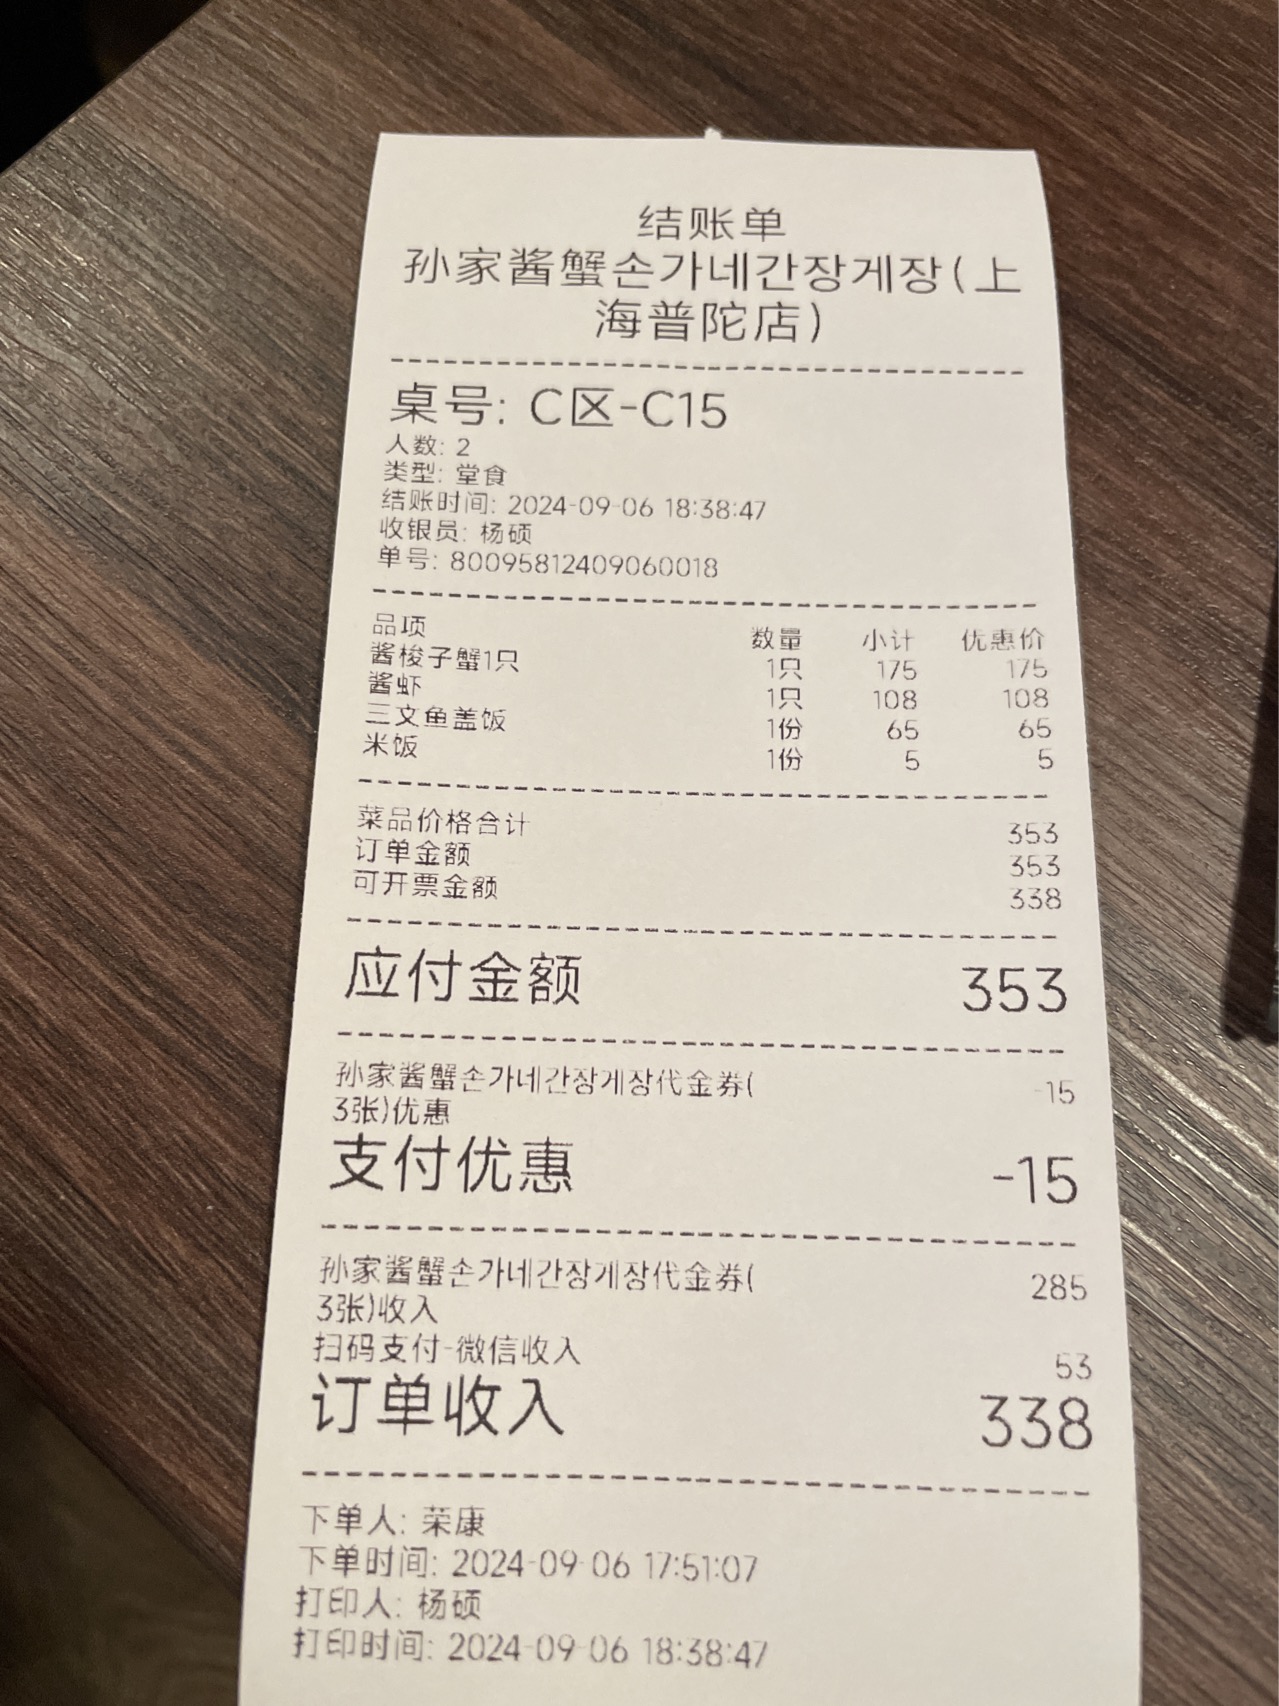 结账单
孙家酱蟹손가네간장게장(上
海普陀店)
桌号: C区-C15
人数: 2
类型: 堂食
结账时间: 2024-09-06 18:38:47
收银员: 杨硕
单号: 80095812409060018
品项 数量 小计 优惠价
酱梭子蟹1只 1只 175 175
酱虾 1只 108 108
三文鱼盖饭 1份 65 65
米饭 1份 5 5
菜品价格合计 353
订单金额 353
可开票金额 338
应付金额 353
孙家酱蟹손가네간장게장代金券( -15
3张)优惠
支付优惠 -15
孙家酱蟹손가네간장게장代金券( 285
3张)收入
扫码支付-微信收入 53
订单收入 338
下单人: 荣康
下单时间: 2024-09-06 17:51:07
打印人: 杨硕
打印时间: 2024-09-06 18:38:47